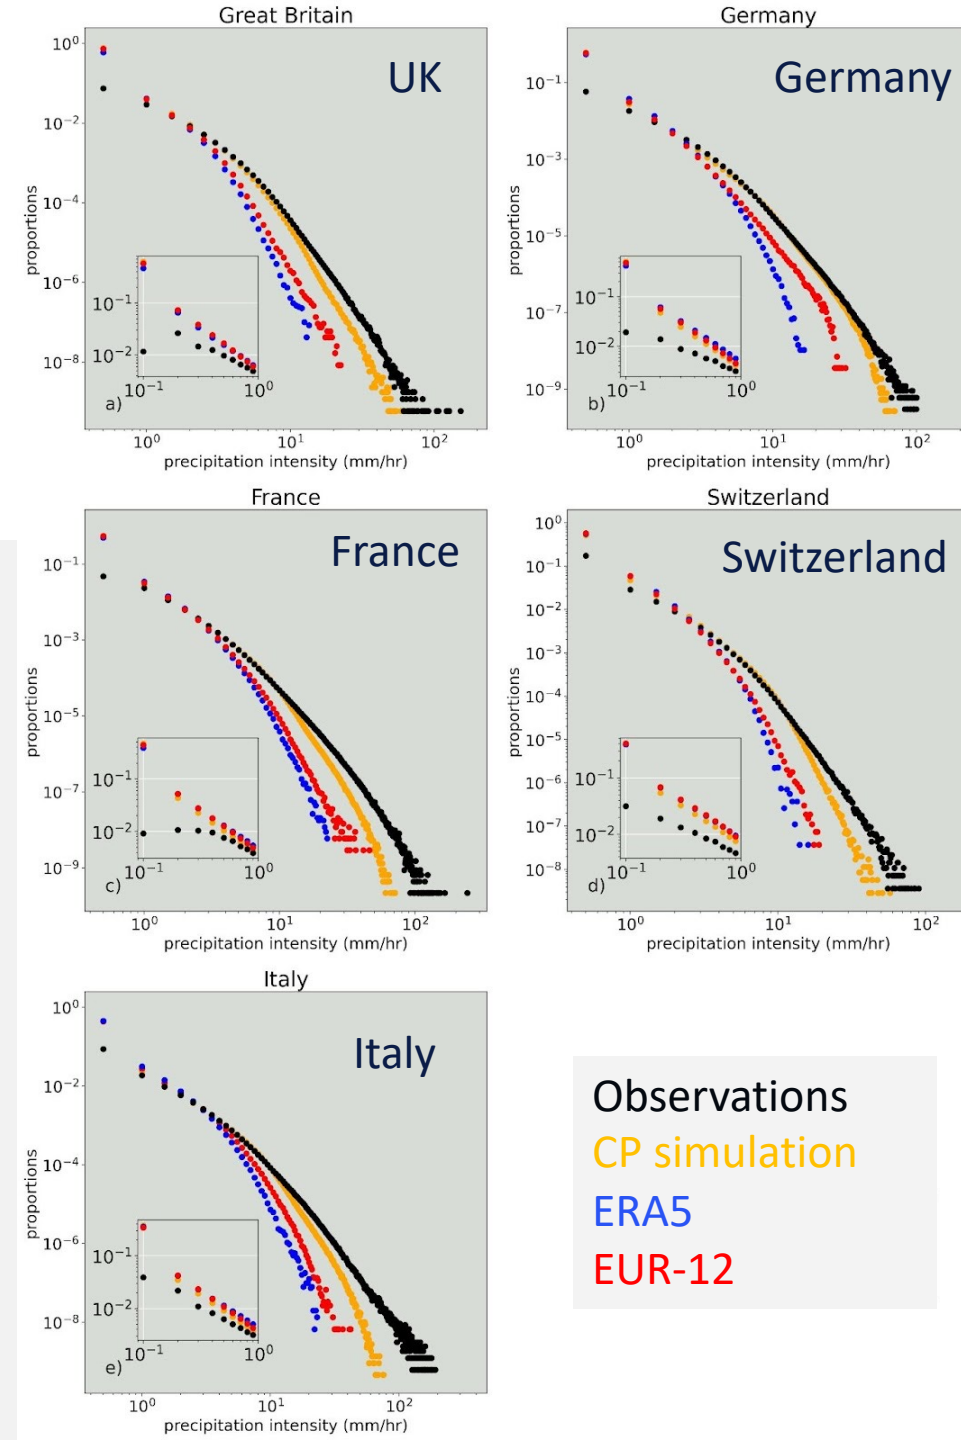 Great Britain
UK
10⁰
10⁻²
10⁻⁴
10⁻⁶
10⁻⁸
proportions
10⁻¹
10⁻²
10⁻¹
10⁰
a)
10⁰
10¹
10²
precipitation intensity (mm/hr)
Germany
Germany
10⁻¹
10⁻³
10⁻⁵
10⁻⁷
10⁻⁹
proportions
10⁻¹
10⁻²
10⁻¹
10⁰
b)
10⁰
10¹
10²
precipitation intensity (mm/hr)
France
France
10⁻¹
10⁻³
10⁻⁵
10⁻⁷
10⁻⁹
proportions
10⁻¹
10⁻²
10⁻¹
10⁰
c)
10⁰
10¹
10²
precipitation intensity (mm/hr)
Switzerland
Switzerland
10⁰
10⁻¹
10⁻²
10⁻³
10⁻⁴
10⁻⁵
10⁻⁶
10⁻⁷
10⁻⁸
proportions
10⁻¹
10⁻²
10⁻¹
10⁰
d)
10⁰
10¹
10²
precipitation intensity (mm/hr)
Italy
Italy
10⁰
10⁻²
10⁻⁴
10⁻⁶
10⁻⁸
proportions
10⁻¹
10⁻²
10⁻¹
10⁰
e)
10⁰
10¹
10²
precipitation intensity (mm/hr)
Observations
CP simulation
ERA5
EUR-12